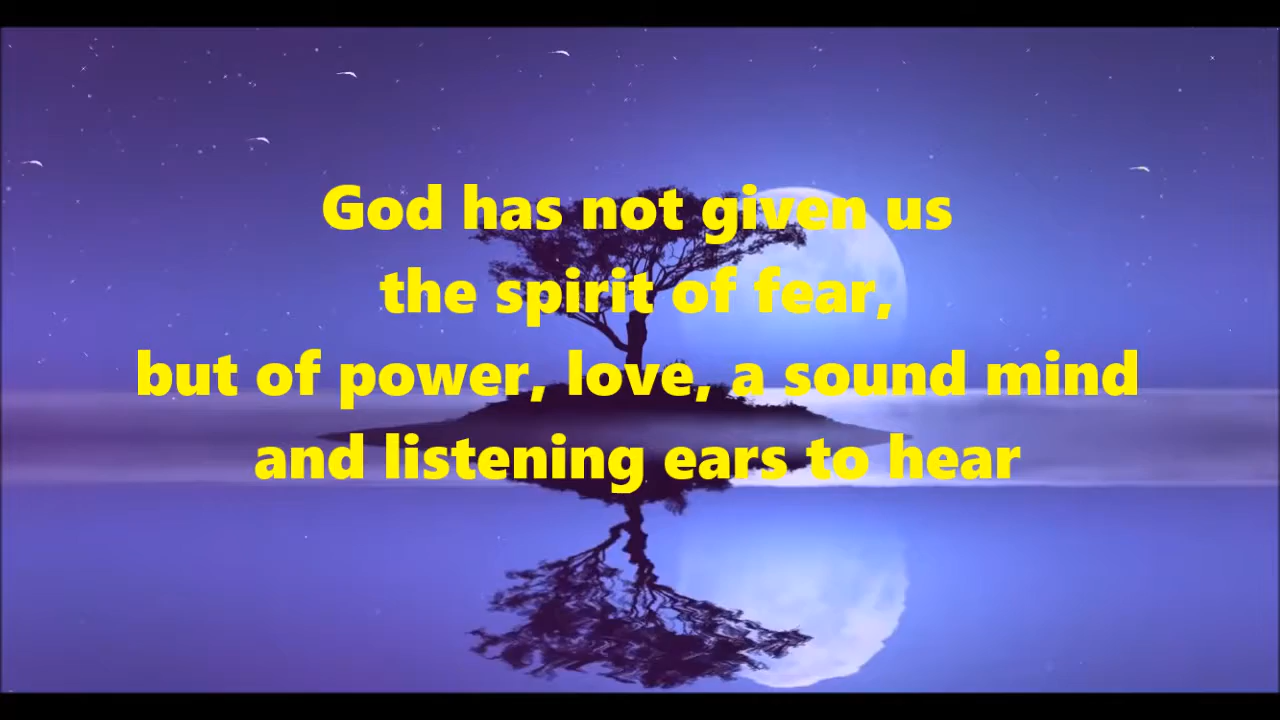 God has not given us
the spirit of fear,
but of power, love, a sound mind
and listening ears to hear